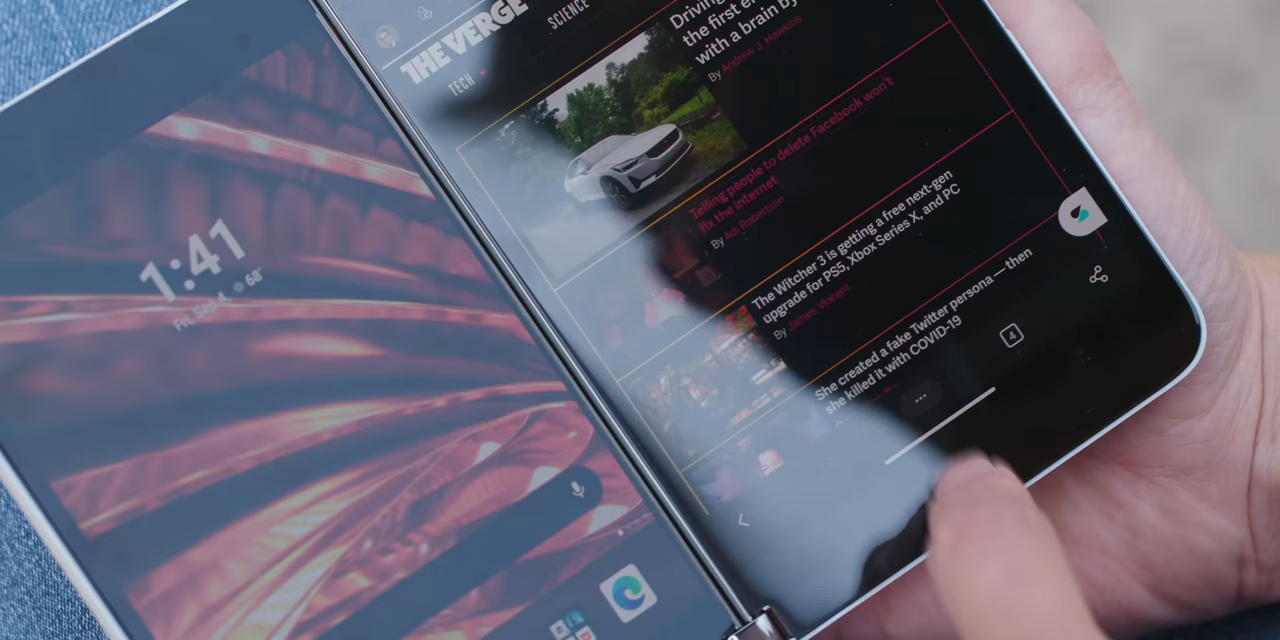 1:41
Fri, Sep 4, 68°
THE VERGE
TECH
SCIENCE
Driving
the first e
with a brain by
By Andrew J. Hawkins
Telling people to delete Facebook won't
fix the internet
By Adi Robertson
The Witcher 3 is getting a free next-gen
upgrade for PS5, Xbox Series X, and PC
By James Vincent
She created a fake Twitter persona — then
she killed it with COVID-19
4